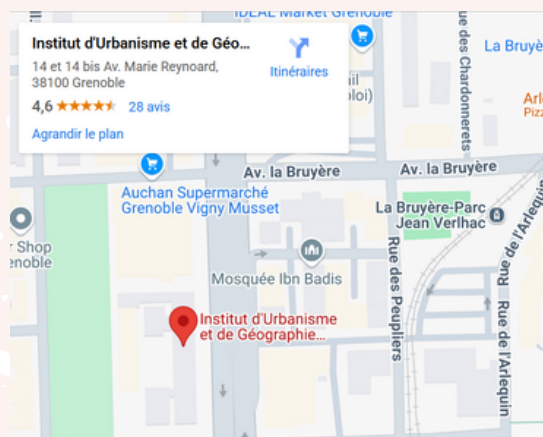 IDEAL Market Grenoble
Institut d'Urbanisme et de Géo...
14 et 14 bis Av. Marie Reynoard,
38100 Grenoble
4,6
28 avis
Agrandir le plan
Itinéraires
rue des
Rue des Chardonnerets
La Bruyè
Arle
Pizz
Av. la Bruyère
Av. la Bruyère
Auchan Supermarché
Grenoble Vigny Musset
La Bruyère-Parc
Jean Verlhac
r Shop
enoble
Mosquée Ibn Badis
Institut d'Urbanisme
et de Géographie...
Rue des Peupliers
Rue de l'Arlequin
Rue de l'Arlequin